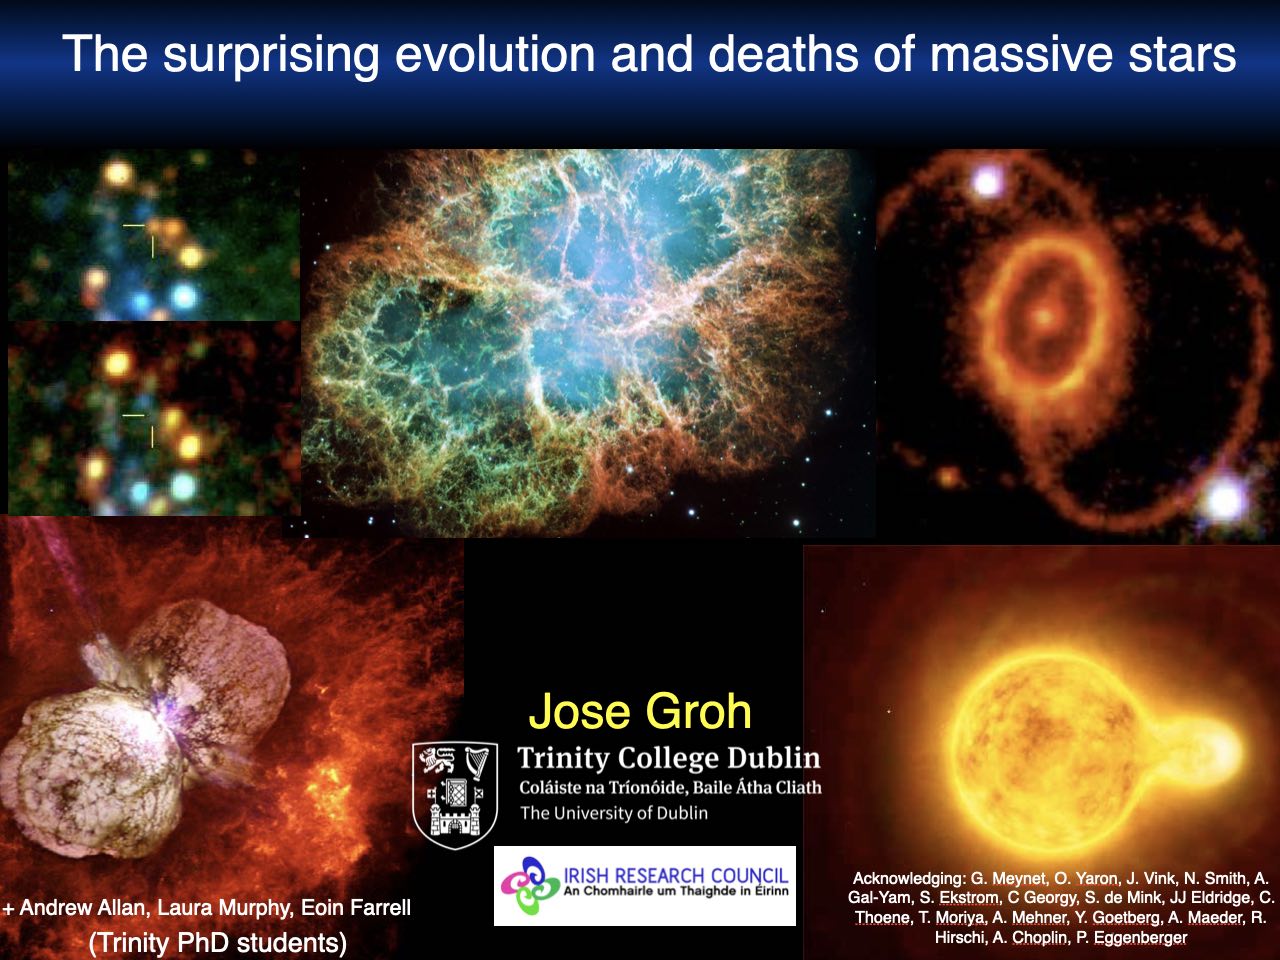 The surprising evolution and deaths of massive stars
Jose Groh
Trinity College Dublin
Coláiste na Tríonóide, Baile Átha Cliath
The University of Dublin
IRISH RESEARCH COUNCIL
An Chomhairle um Thaighde in Éirinn
+ Andrew Allan, Laura Murphy, Eoin Farrell
(Trinity PhD students)
Acknowledging: G. Meynet, O. Yaron, J. Vink, N. Smith, A.
Gal-Yam, S. Ekstrom, C Georgy, S. de Mink, JJ Eldridge, C.
Thoene, T. Moriya, A. Mehner, Y. Goetberg, A. Maeder, R.
Hirschi, A. Choplin, P. Eggenberger